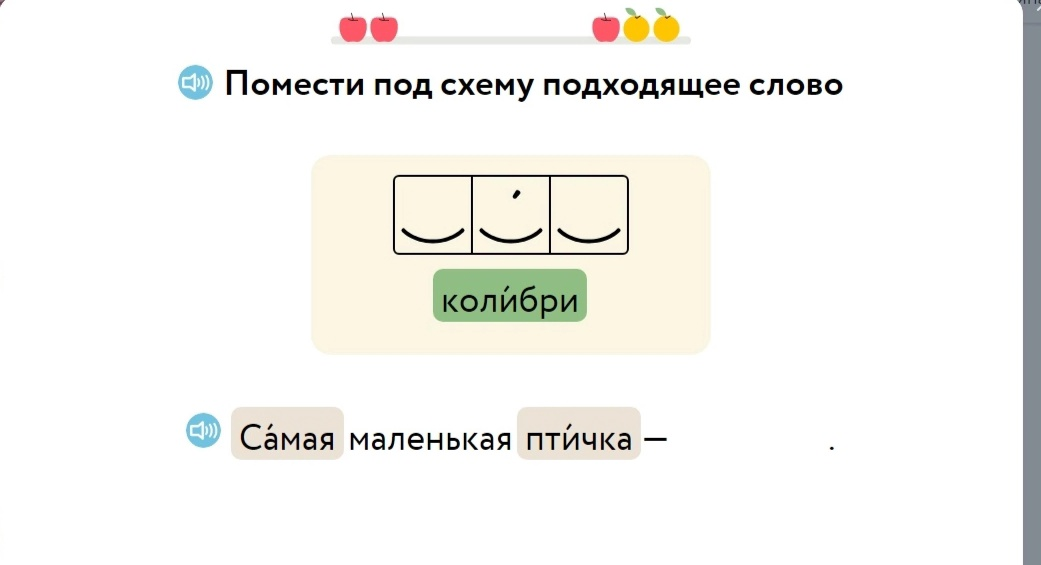 Помести под схему подходящее слово
коли́бри
Са́мая маленькая пти́чка — .